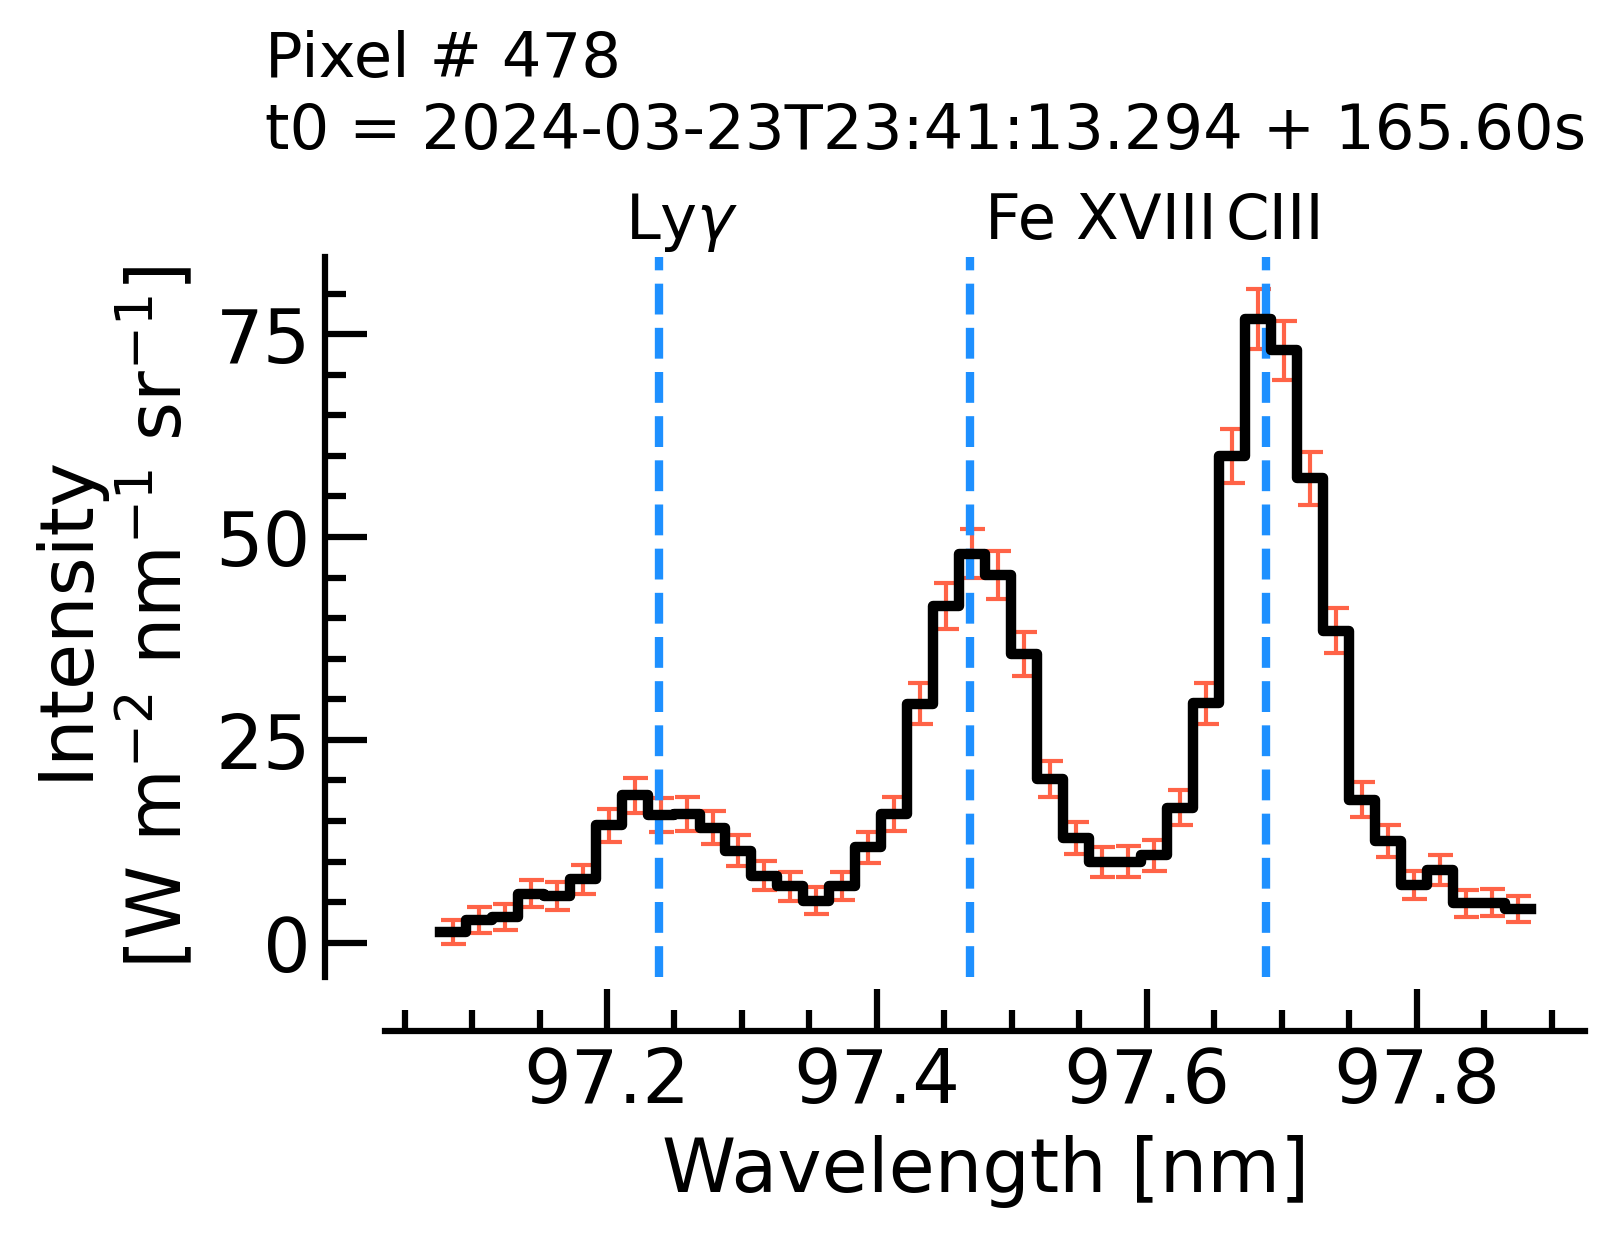 Pixel # 478
t0 = 2024-03-23T23:41:13.294 + 165.60s
Lyγ Fe XVIII CIII
Intensity
[W m⁻² nm⁻¹ sr⁻¹]
75
50
25
0
97.2 97.4 97.6 97.8
Wavelength [nm]